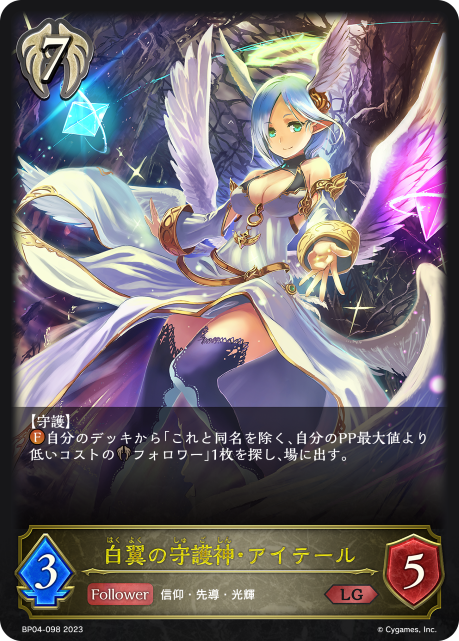 7
【守護】
F自分のデッキから「これと同名を除く、自分のPP最大値より
低いコストのフォロワー」1枚を探し、場に出す。
はくよく しゅごしん
白翼の守護神・アイテール
3
Follower 信仰・先導・光輝
LG
5
BP04-098 2023
© Cygames, Inc.